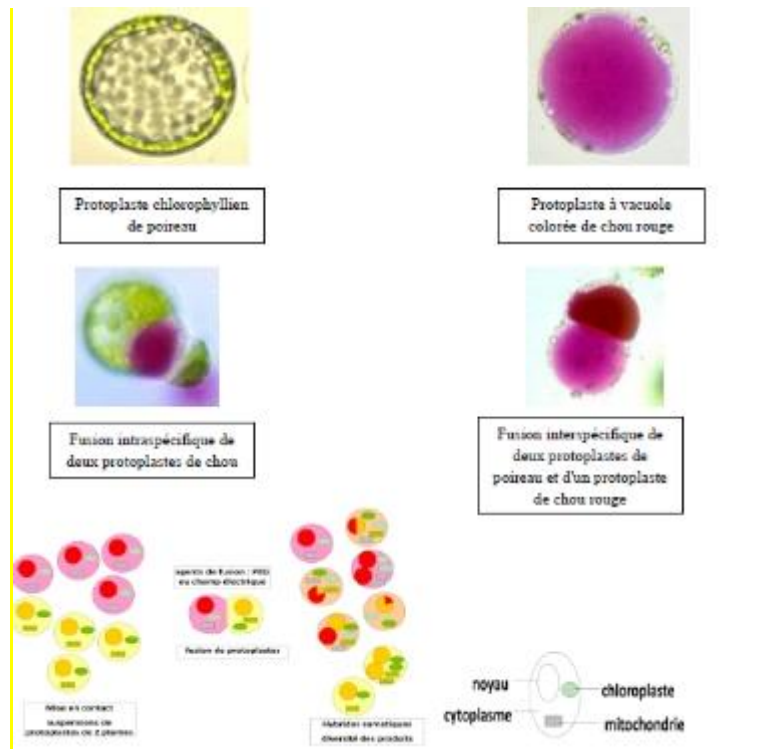 Protoplaste chlorophyllien
de poireau
Protoplaste à vacuole
colorée de chou rouge
Fusion intraspécifique de
deux protoplastes de chou
Fusion interspécifique de
deux protoplastes de
poireau et d'un protoplaste
de chou rouge
agents de fusion : PEG
ou champ électrique
fusion de protoplastes
Mise en contact
suspensions de
protoplastes de 2 plantes
Hybrides somatiques
diversité des produits
noyau
cytoplasme
chloroplaste
mitochondrie